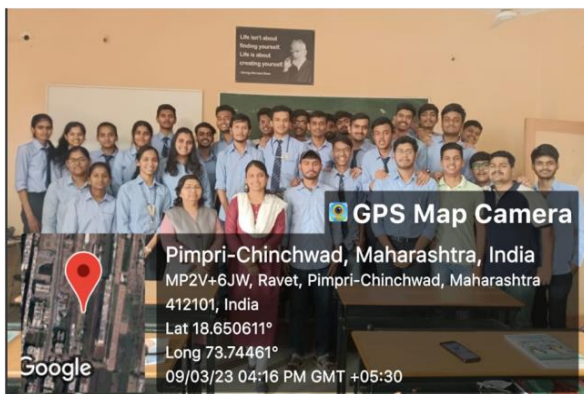 Life isn't about
finding yourself.
Life is about
creating yourself.
GPS Map Camera
Pimpri-Chinchwad, Maharashtra, India
MP2V+6JW, Ravet, Pimpri-Chinchwad, Maharashtra
412101, India
Lat 18.650611°
Long 73.74461°
09/03/23 04:16 PM GMT +05:30
Google